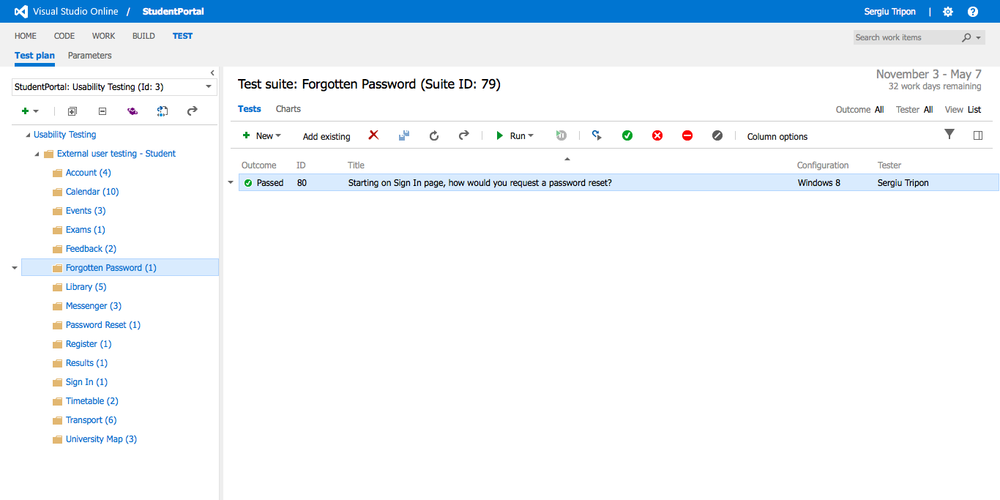 Visual Studio Online / StudentPortal
Sergiu Tripon |
HOME CODE WORK BUILD TEST
Search work items
Test plan Parameters
StudentPortal: Usability Testing (Id: 3)
Usability Testing
External user testing - Student
Account (4)
Calendar (10)
Events (3)
Exams (1)
Feedback (2)
Forgotten Password (1)
Library (5)
Messenger (3)
Password Reset (1)
Register (1)
Results (1)
Sign In (1)
Timetable (2)
Transport (6)
University Map (3)
Test suite: Forgotten Password (Suite ID: 79)
November 3 - May 7
32 work days remaining
Tests Charts
Outcome All Tester All View List
New Add existing Run Column options
Outcome ID Title Configuration Tester
Passed 80 Starting on Sign In page, how would you request a password reset? Windows 8 Sergiu Tripon